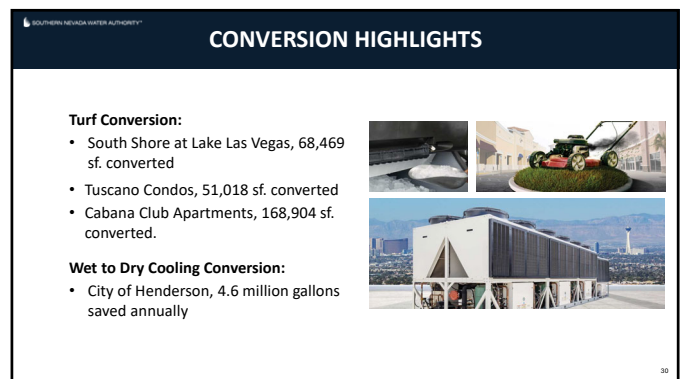 SOUTHERN NEVADA WATER AUTHORITY™
CONVERSION HIGHLIGHTS
Turf Conversion:
• South Shore at Lake Las Vegas, 68,469
sf. converted
• Tuscano Condos, 51,018 sf. converted
• Cabana Club Apartments, 168,904 sf.
converted.
Wet to Dry Cooling Conversion:
• City of Henderson, 4.6 million gallons
saved annually
30